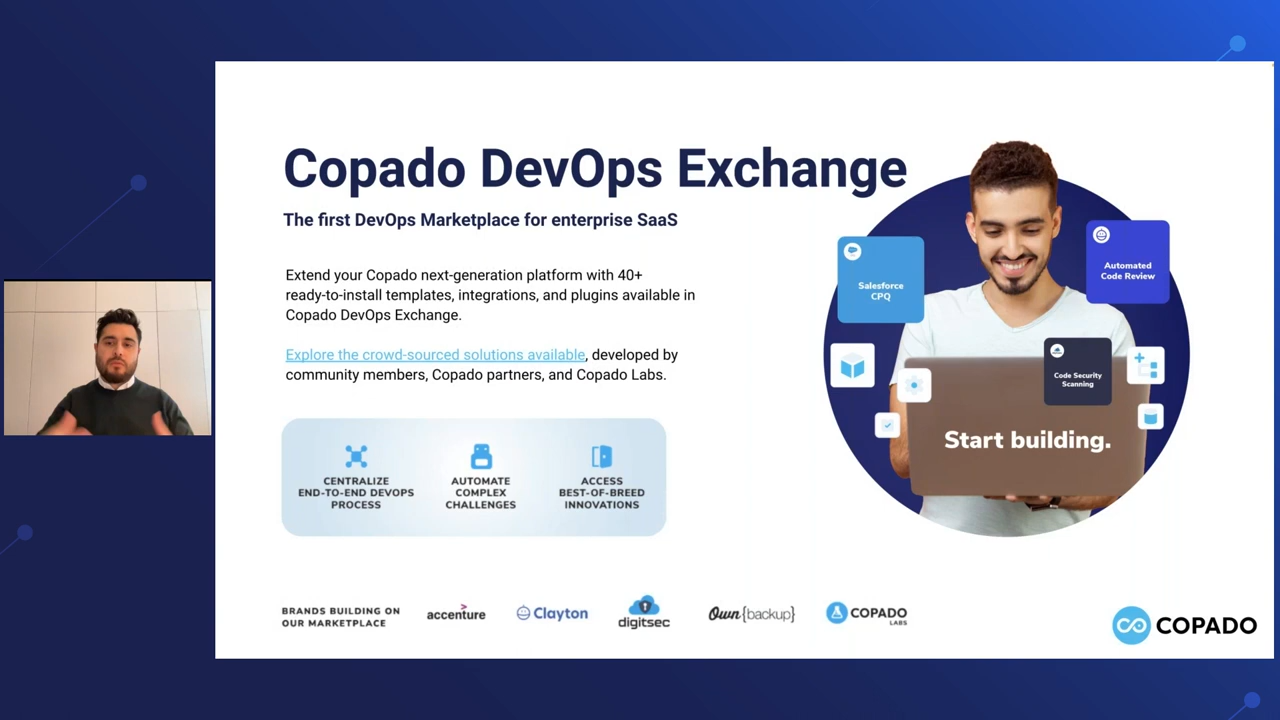 Copado DevOps Exchange
The first DevOps Marketplace for enterprise SaaS
Extend your Copado next-generation platform with 40+
ready-to-install templates, integrations, and plugins available in
Copado DevOps Exchange.
Explore the crowd-sourced solutions available, developed by
community members, Copado partners, and Copado Labs.
CENTRALIZE
END-TO-END DEVOPS
PROCESS
AUTOMATE
COMPLEX
CHALLENGES
ACCESS
BEST-OF-BREED
INNOVATIONS
Salesforce
CPQ
Automated
Code Review
Code Security
Scanning
Start building.
BRANDS BUILDING ON
OUR MARKETPLACE
accenture
Clayton
digitsec
Own{backup}
COPADO
LABS
COPADO